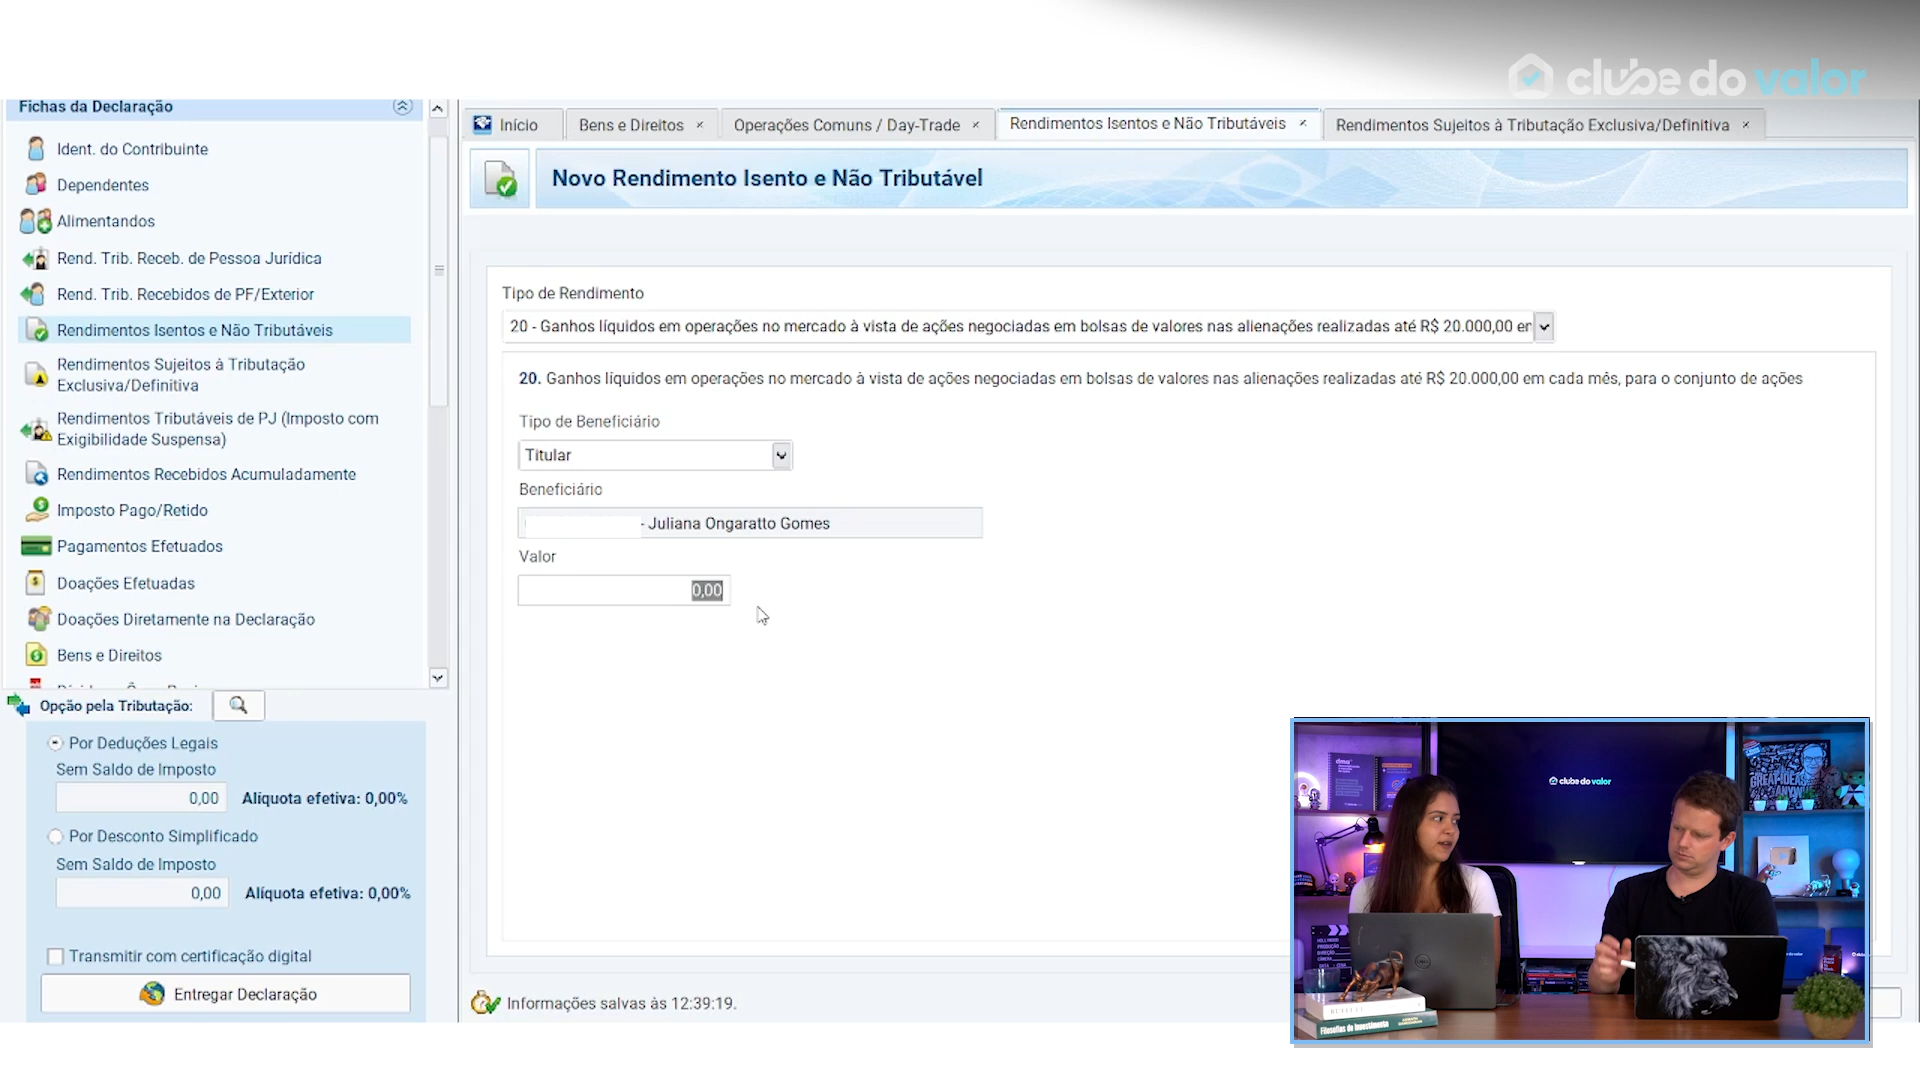 clube do valor
Fichas da Declaração
Início
Bens e Direitos ×
Operações Comuns / Day-Trade ×
Rendimentos Isentos e Não Tributáveis ×
Rendimentos Sujeitos à Tributação Exclusiva/Definitiva ×
Ident. do Contribuinte
Dependentes
Alimentandos
Rend. Trib. Receb. de Pessoa Jurídica
Rend. Trib. Recebidos de PF/Exterior
Rendimentos Isentos e Não Tributáveis
Rendimentos Sujeitos à Tributação
Exclusiva/Definitiva
Rendimentos Tributáveis de PJ (Imposto com
Exigibilidade Suspensa)
Rendimentos Recebidos Acumuladamente
Imposto Pago/Retido
Pagamentos Efetuados
Doações Efetuadas
Doações Diretamente na Declaração
Bens e Direitos
Opção pela Tributação:
Por Deduções Legais
Sem Saldo de Imposto
0,00 Alíquota efetiva: 0,00%
Por Desconto Simplificado
Sem Saldo de Imposto
0,00 Alíquota efetiva: 0,00%
Transmitir com certificação digital
Entregar Declaração
Novo Rendimento Isento e Não Tributável
Tipo de Rendimento
20 - Ganhos líquidos em operações no mercado à vista de ações negociadas em bolsas de valores nas alienações realizadas até R$ 20.000,00 en
20. Ganhos líquidos em operações no mercado à vista de ações negociadas em bolsas de valores nas alienações realizadas até R$ 20.000,00 em cada mês, para o conjunto de ações
Tipo de Beneficiário
Titular
Beneficiário
- Juliana Ongaratto Gomes
Valor
0,00
Informações salvas às 12:39:19.
clube do valor
GREAT IDEAS
DELL
Filosofias de Investimento